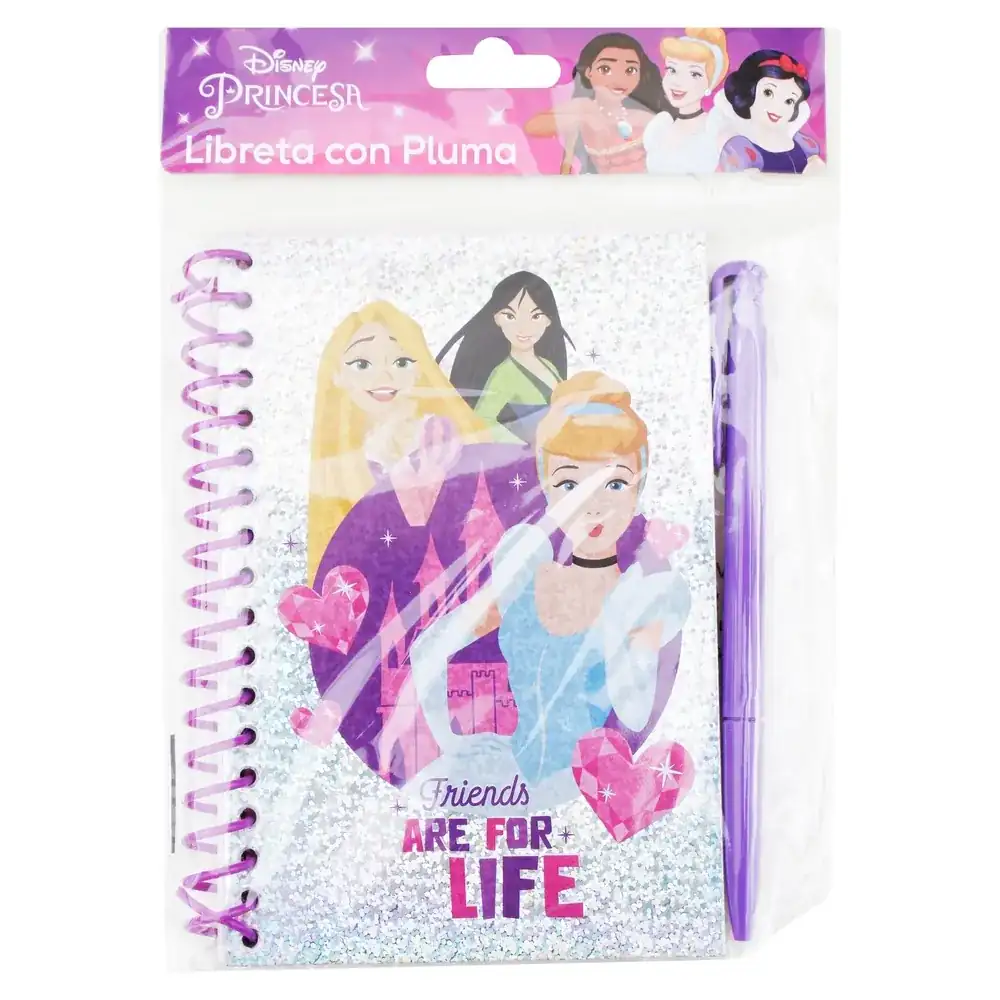 Disney
PRINCESA
Libreta con Pluma
Friends
ARE FOR
LIFE